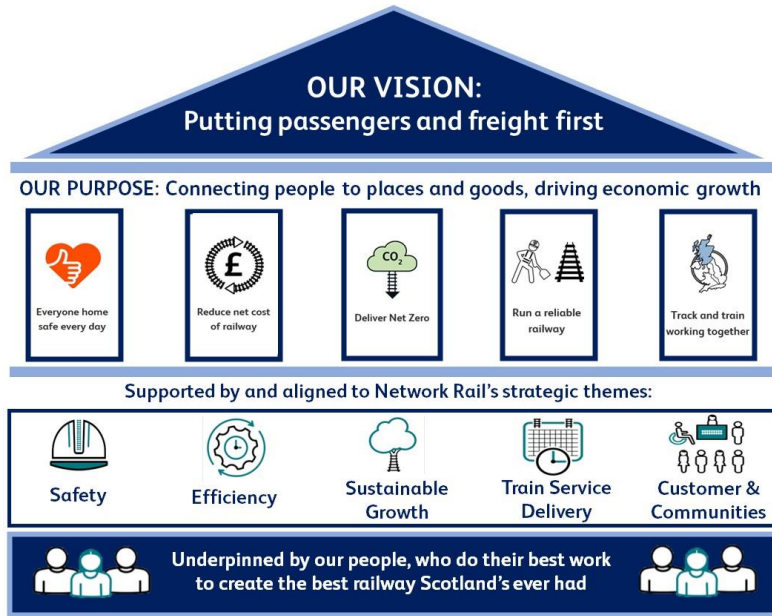 OUR VISION:
Putting passengers and freight first
OUR PURPOSE: Connecting people to places and goods, driving economic growth
Everyone home
safe every day
£
Reduce net cost
of railway
CO₂
Deliver Net Zero
Run a reliable
railway
Track and train
working together
Supported by and aligned to Network Rail's strategic themes:
Safety
Efficiency
Sustainable
Growth
Train Service
Delivery
Customer &
Communities
Underpinned by our people, who do their best work
to create the best railway Scotland's ever had